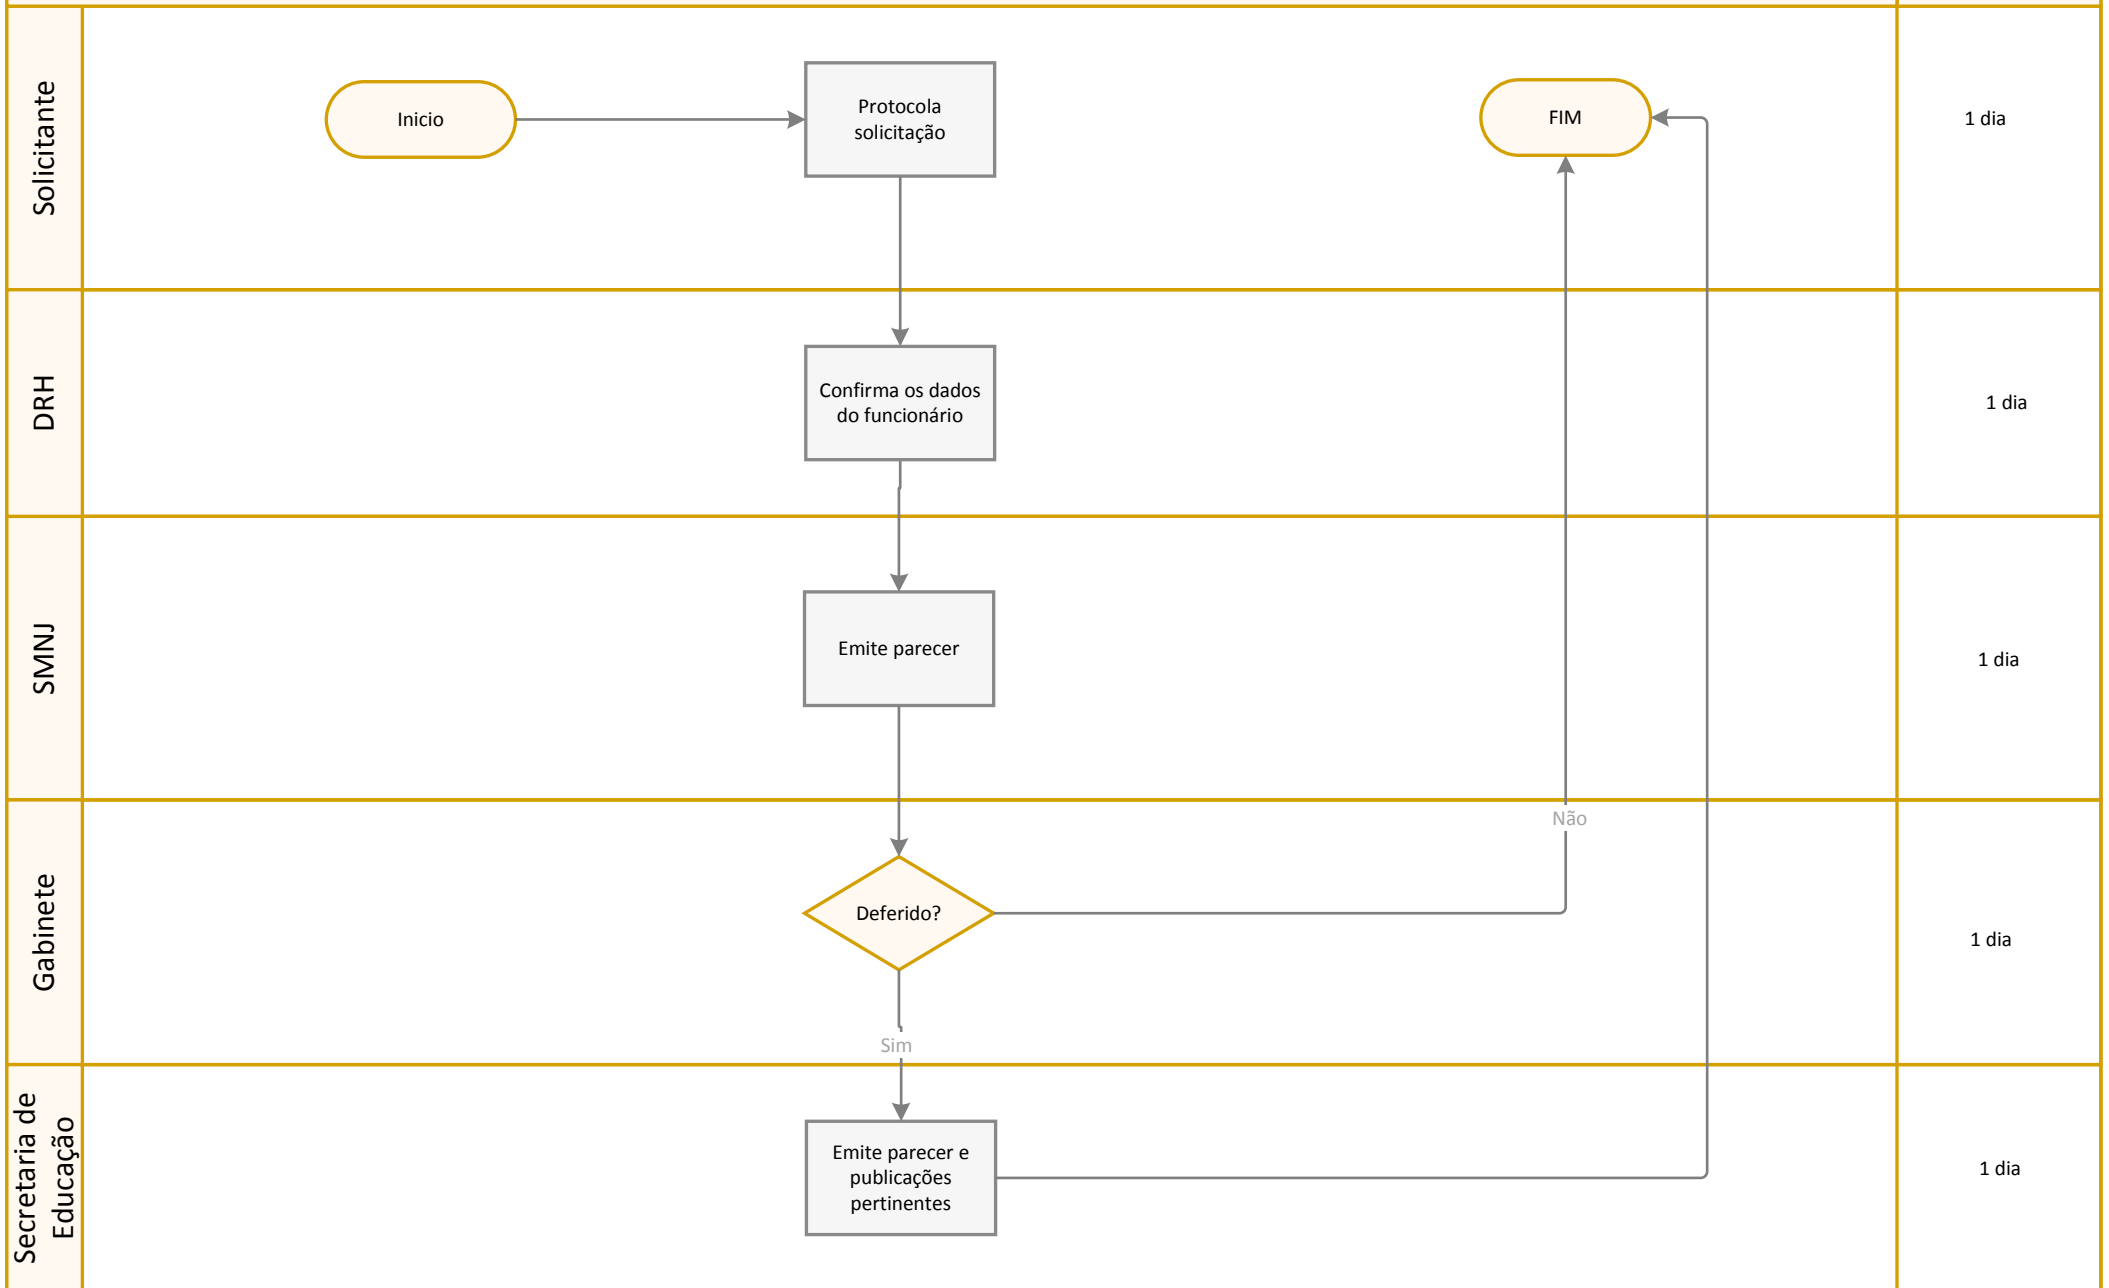 Solicitante
Inicio
Protocola
solicitação
FIM
1 dia
DRH
Confirma os dados
do funcionário
1 dia
SMNJ
Emite parecer
1 dia
Gabinete
Deferido?
Não
Sim
1 dia
Secretaria de
Educação
Emite parecer e
publicações
pertinentes
1 dia